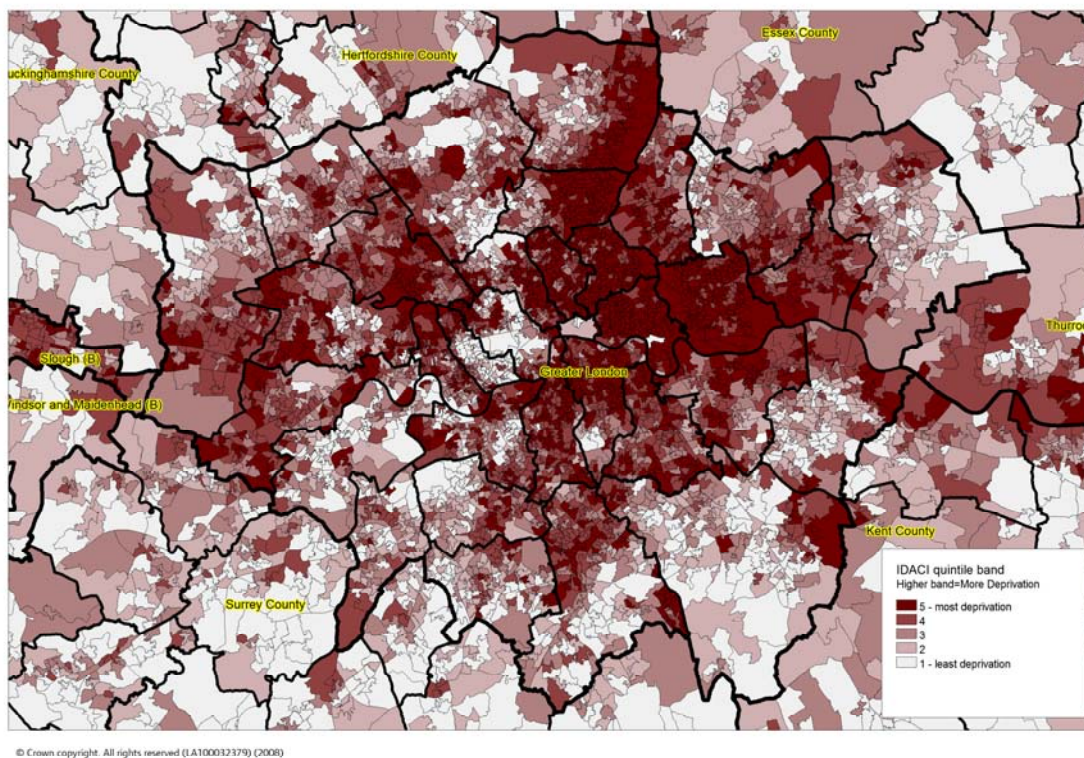 Essex County
Hertfordshire County
uckinghamshire County
Thurro
Slough (B)
Greater London
Windsor and Maidenhead (B)
Kent County
Surrey County
IDACI quintile band
Higher band=More Deprivation
5 - most deprivation
4
3
2
1 - least deprivation
© Crown copyright. All rights reserved (LA100032379) (2008)